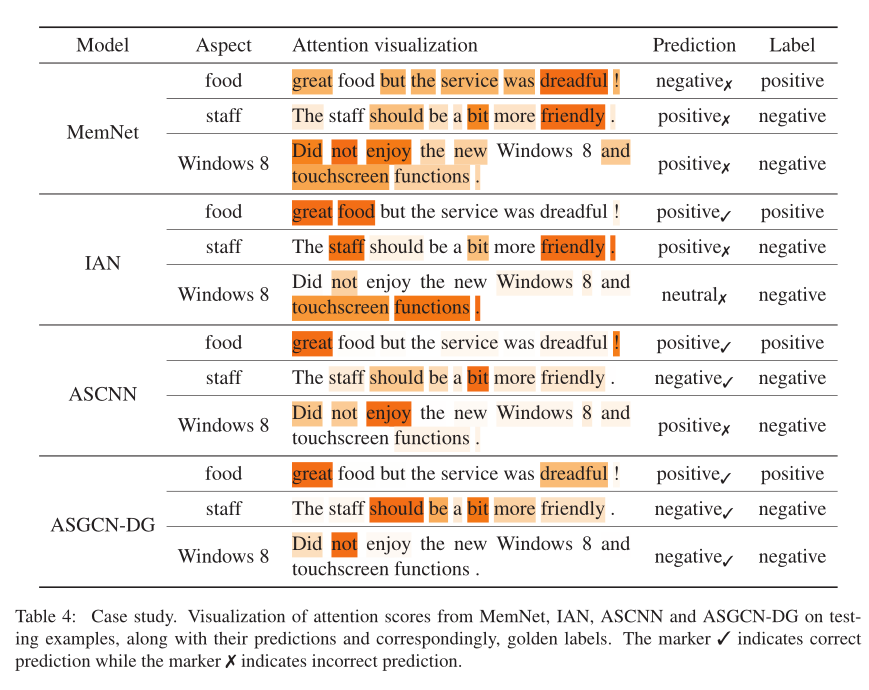 Model Aspect Attention visualization Prediction Label
MemNet
food great food but the service was dreadful ! negative✗ positive
staff The staff should be a bit more friendly . positive✗ negative
Windows 8 Did not enjoy the new Windows 8 and
touchscreen functions . positive✗ negative
IAN
food great food but the service was dreadful ! positive✓ positive
staff The staff should be a bit more friendly . positive✗ negative
Windows 8 Did not enjoy the new Windows 8 and
touchscreen functions . neutral✗ negative
ASCNN
food great food but the service was dreadful ! positive✓ positive
staff The staff should be a bit more friendly . negative✓ negative
Windows 8 Did not enjoy the new Windows 8 and
touchscreen functions . positive✗ negative
ASGCN-DG
food great food but the service was dreadful ! positive✓ positive
staff The staff should be a bit more friendly . negative✓ negative
Windows 8 Did not enjoy the new Windows 8 and
touchscreen functions . negative✓ negative
Table 4: Case study. Visualization of attention scores from MemNet, IAN, ASCNN and ASGCN-DG on test-
ing examples, along with their predictions and correspondingly, golden labels. The marker ✓ indicates correct
prediction while the marker ✗ indicates incorrect prediction.